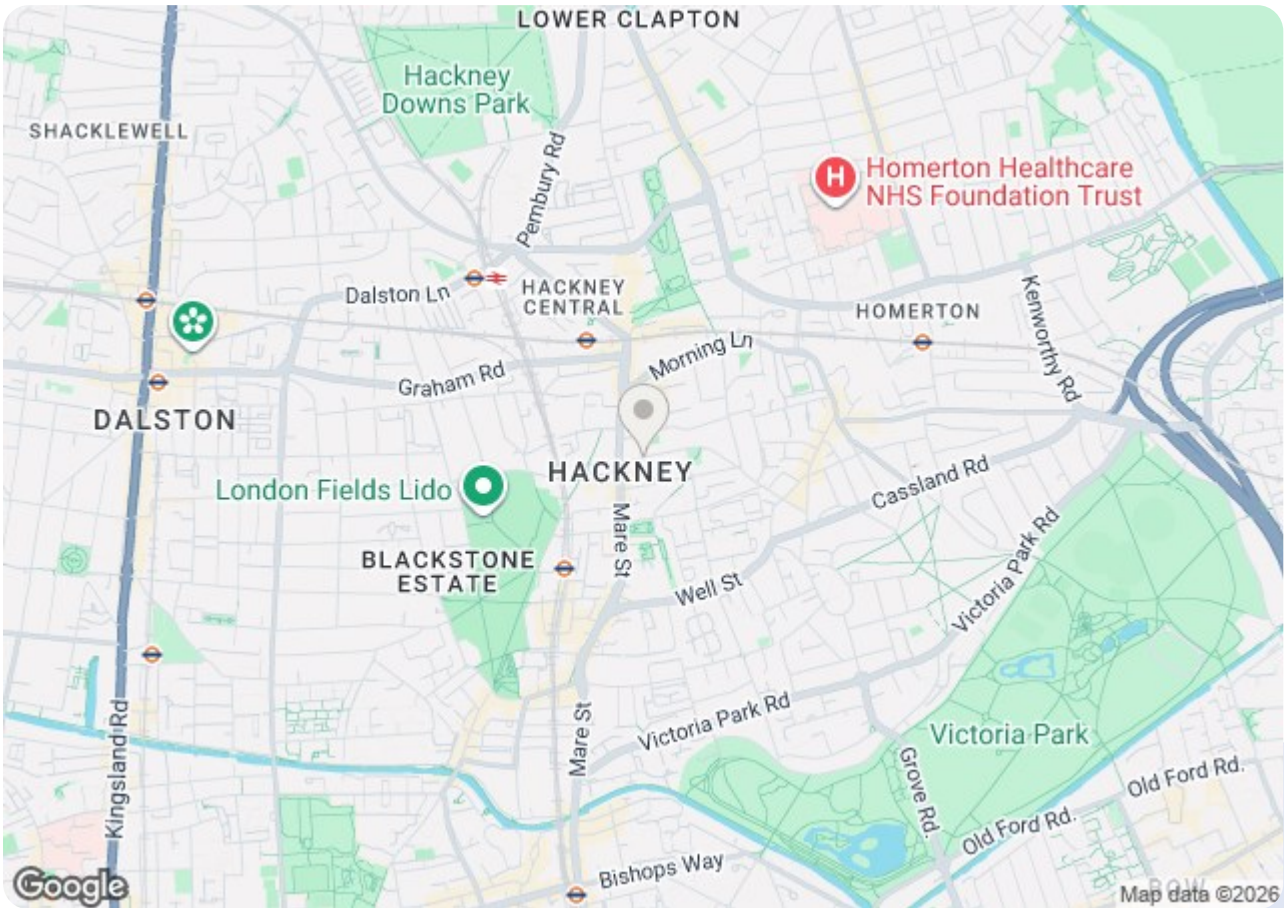 LOWER CLAPTON
Hackney
Downs Park
SHACKLEWELL
Pembury Rd
H
Homerton Healthcare
NHS Foundation Trust
HACKNEY
CENTRAL
Dalston Ln
HOMERTON
Kenworthy Rd
Morning Ln
Graham Rd
DALSTON
HACKNEY
London Fields Lido
Cassland Rd
Mare St
BLACKSTONE
ESTATE
Well St
Victoria Park Rd
Victoria Park Rd
Mare St
Kingsland Rd
Victoria Park
Grove Rd.
Old Ford Rd.
Old Ford Rd.
Bishops Way
BOW
Google
Map data ©2026